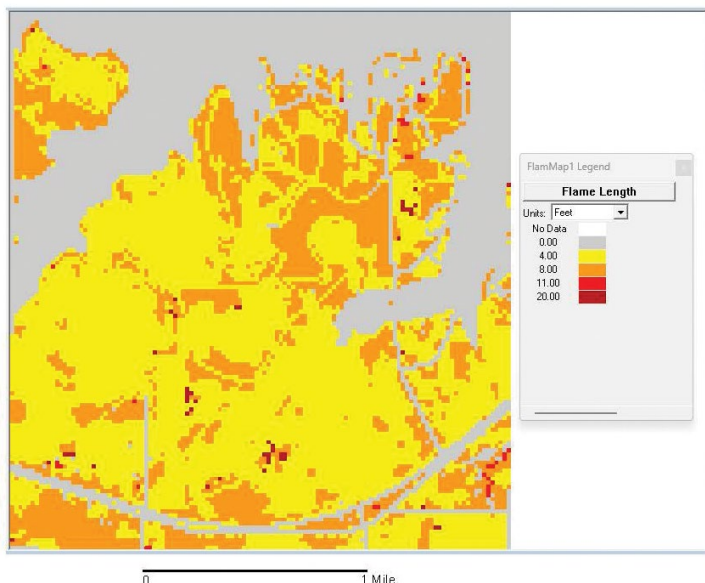 FlamMap1 Legend
Flame Length
Units: Feet
No Data
0.00
4.00
8.00
11.00
20.00
0 1 Mile